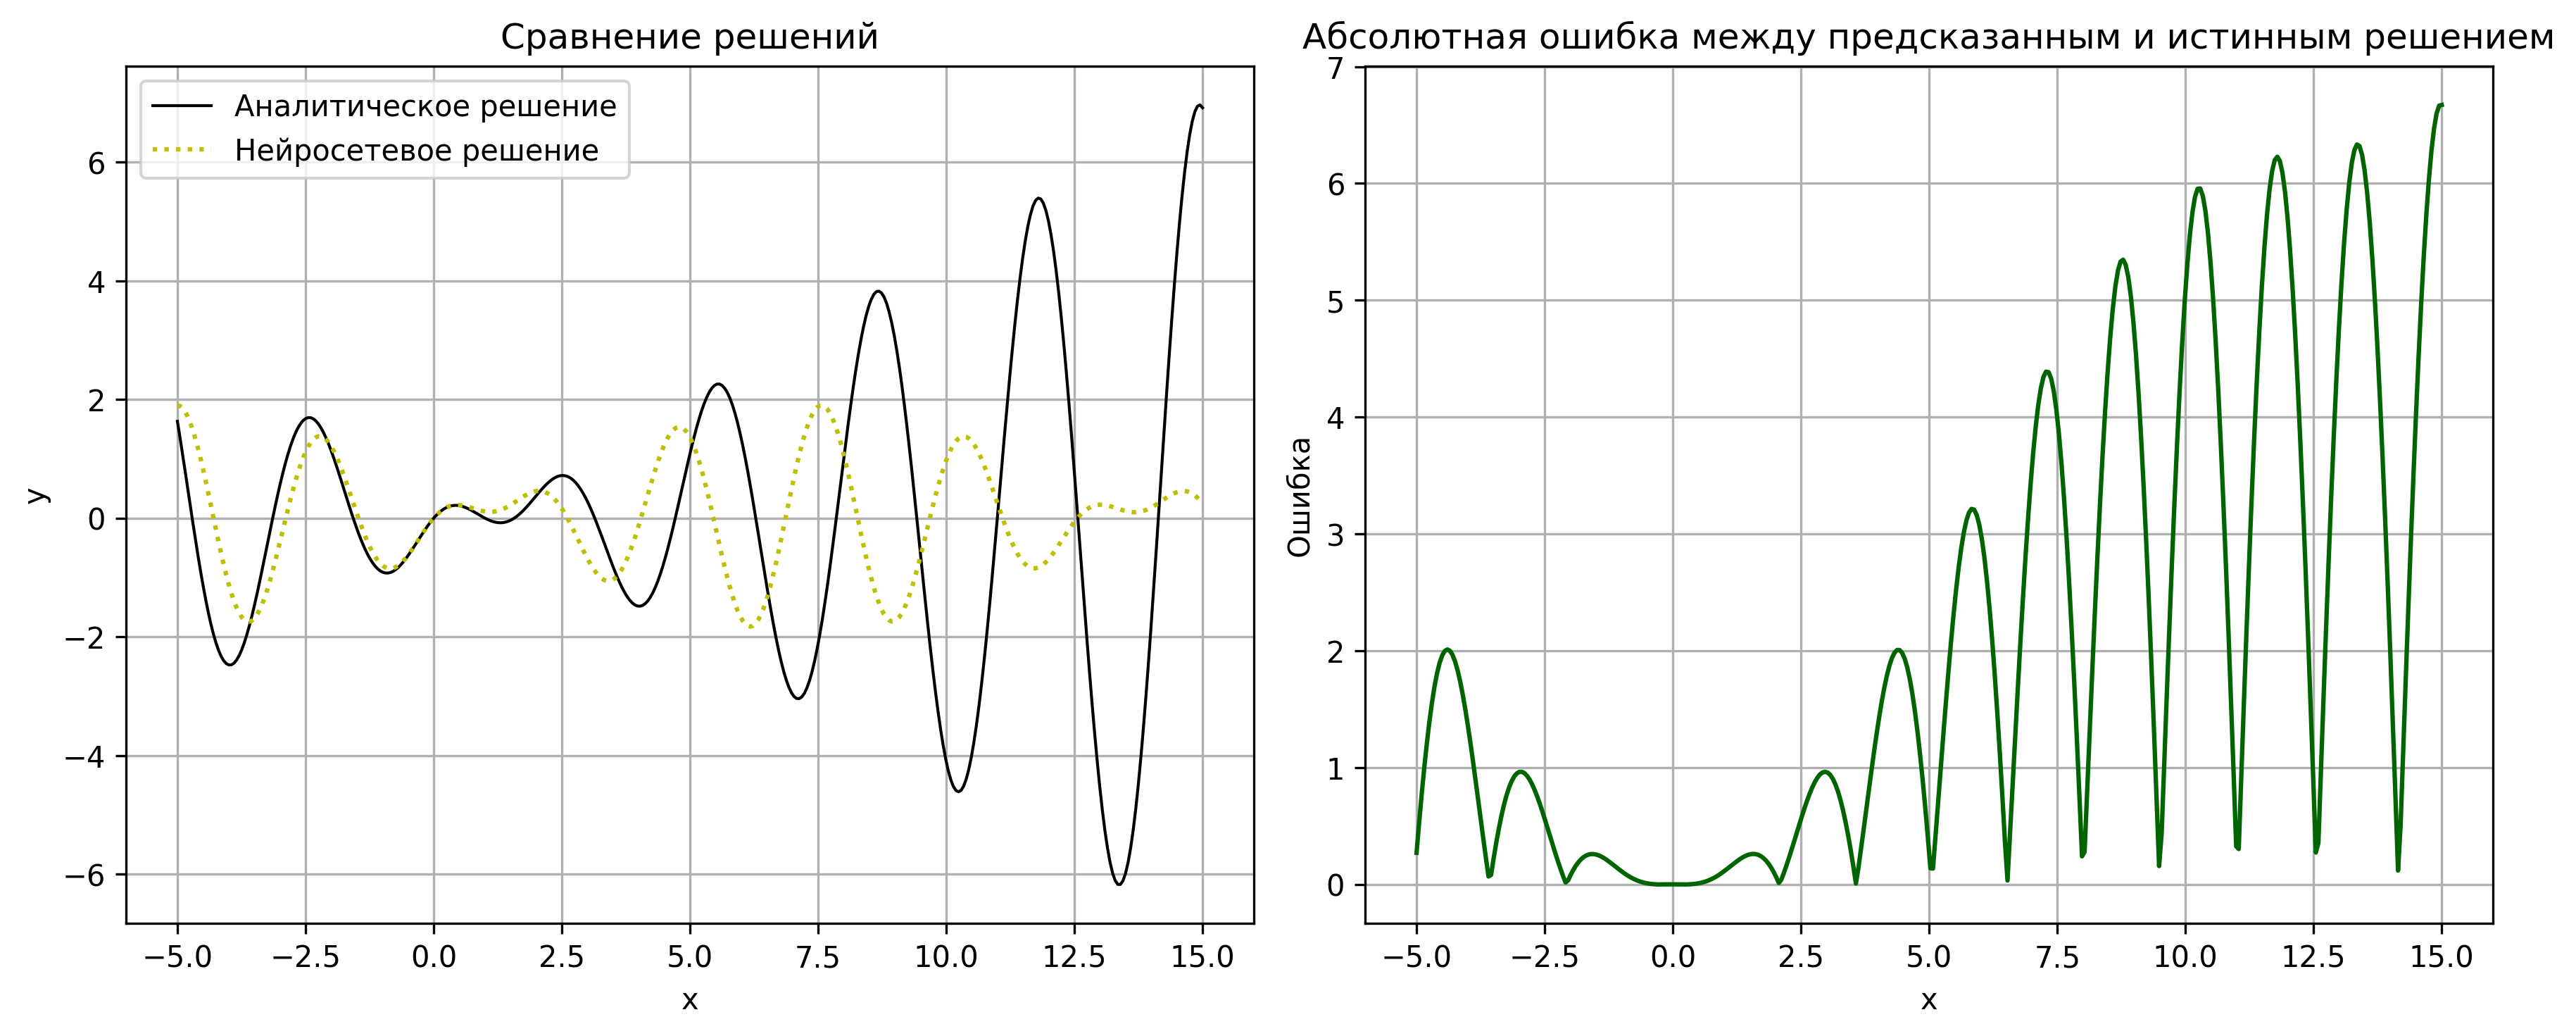 Сравнение решений
Аналитическое решение
Нейросетевое решение
y
6
4
2
0
−2
−4
−6
−5.0 −2.5 0.0 2.5 5.0 7.5 10.0 12.5 15.0
x
Абсолютная ошибка между предсказанным и истинным решением
Ошибка
7
6
5
4
3
2
1
0
−5.0 −2.5 0.0 2.5 5.0 7.5 10.0 12.5 15.0
x